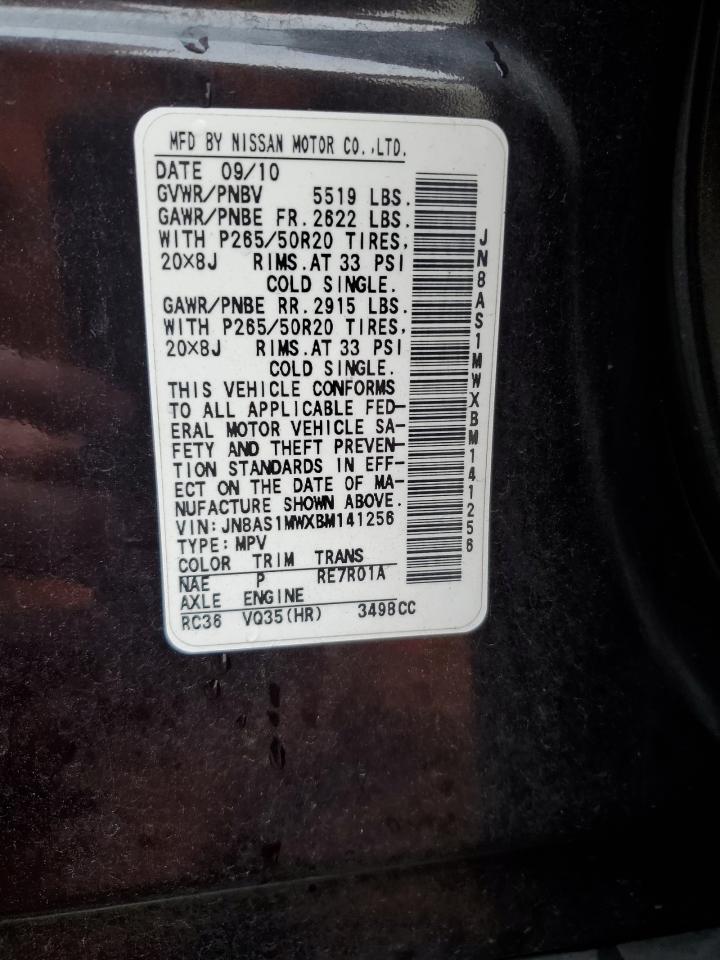 MFD BY NISSAN MOTOR CO.,LTD.
DATE 09/10
GVWR/PNBV 5519 LBS.
GAWR/PNBE FR. 2622 LBS.
WITH P265/50R20 TIRES,
20×8J RIMS.AT 33 PSI
COLD SINGLE.
GAWR/PNBE RR. 2915 LBS.
WITH P265/50R20 TIRES,
20×8J RIMS.AT 33 PSI
COLD SINGLE.
THIS VEHICLE CONFORMS
TO ALL APPLICABLE FED-
ERAL MOTOR VEHICLE SA-
FETY AND THEFT PREVEN-
TION STANDARDS IN EFF-
ECT ON THE DATE OF MA-
NUFACTURE SHOWN ABOVE.
VIN: JN8AS1MWXBM141256
TYPE: MPV
COLOR TRIM TRANS
NAE P RE7R01A
AXLE ENGINE
RC36 VQ35(HR) 3498CC
JN8AS1MWXBM141256